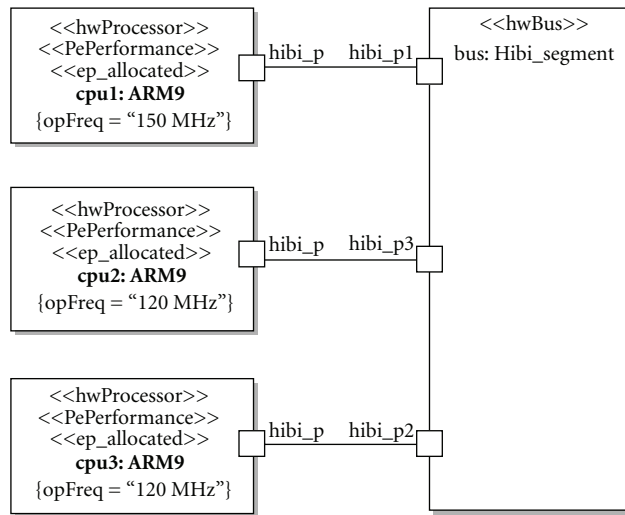 <<hwProcessor>>
<<PePerformance>>
<<ep_allocated>>
cpu1: ARM9
{opFreq = “150 MHz”}
hibi_p hibi_p1
<<hwBus>>
bus: Hibi_segment
<<hwProcessor>>
<<PePerformance>>
<<ep_allocated>>
cpu2: ARM9
{opFreq = “120 MHz”}
hibi_p hibi_p3
<<hwProcessor>>
<<PePerformance>>
<<ep_allocated>>
cpu3: ARM9
{opFreq = “120 MHz”}
hibi_p hibi_p2